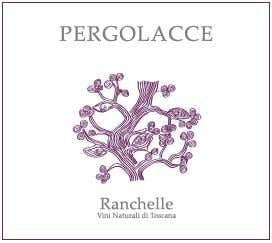 PERGOLACCE
Ranchelle
Vini Naturali di Toscana